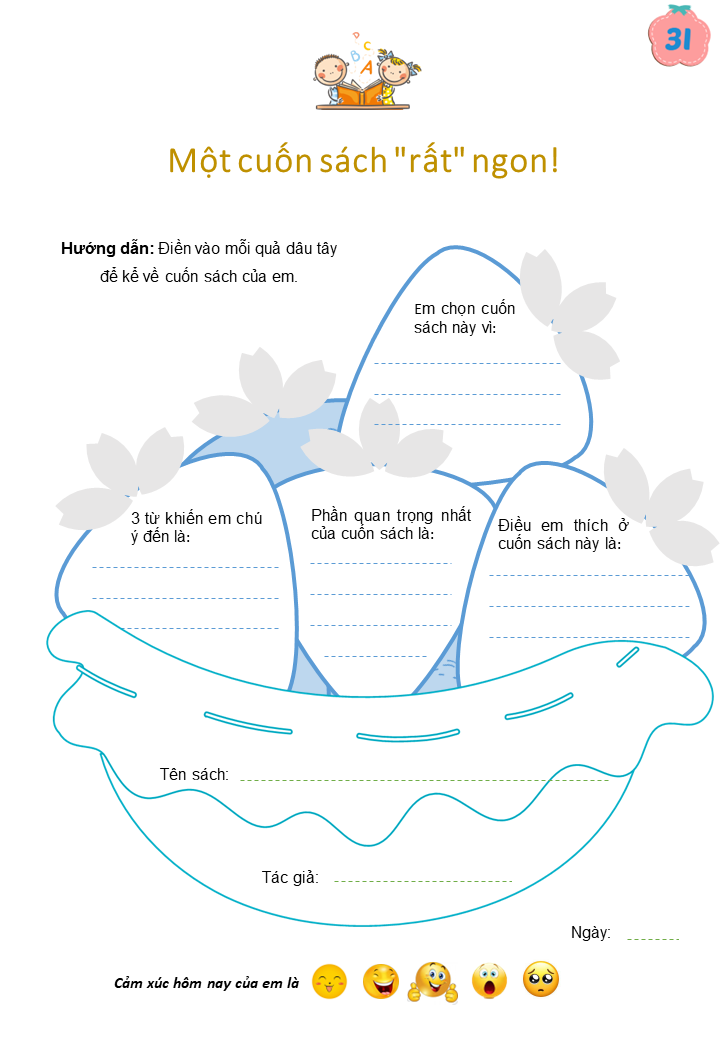 31
D
C
B
A
Một cuốn sách "rất" ngon!
Hướng dẫn: Điền vào mỗi quả dâu tây
để kể về cuốn sách của em.
Em chọn cuốn
sách này vì:
3 từ khiến em chú
ý đến là:
Phần quan trọng nhất
của cuốn sách là:
Điều em thích ở
cuốn sách này là:
Tên sách:
Tác giả:
Ngày:
Cảm xúc hôm nay của em là